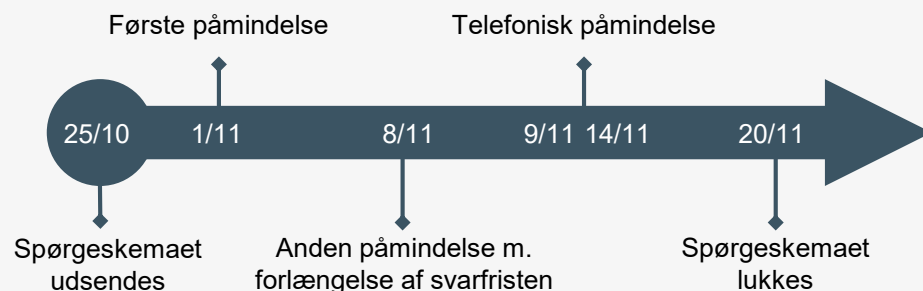 Første påmindelse
Telefonisk påmindelse
25/10 1/11 8/11 9/11 14/11 20/11
Spørgeskemaet
udsendes
Anden påmindelse m.
forlængelse af svarfristen
Spørgeskemaet
lukkes